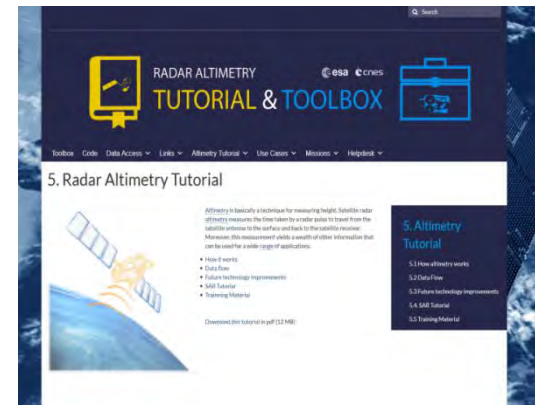 Search
RADAR ALTIMETRY
esa cnes
TUTORIAL & TOOLBOX
Toolbox Code Data Access Links Altimetry Tutorial Use Cases Missions Helpdesk
5. Radar Altimetry Tutorial
Altimetry is basically a technique for measuring height. Satellite radar
altimetry measures the time taken by a radar pulse to travel from the
satellite antenna to the surface and back to the satellite receiver.
Moreover, this measurement yields a wealth of other information that
can be used for a wide range of applications.
How it works
Data flow
Future technology improvements
SAR Tutorial
Trainning Material
Download this tutorial in pdf (12 MB)
5. Altimetry
Tutorial
5.1 How altimetry works
5.2 Data Flow
5.3 Future technology improvements
5.4. SAR Tutorial
5.5 Training Material